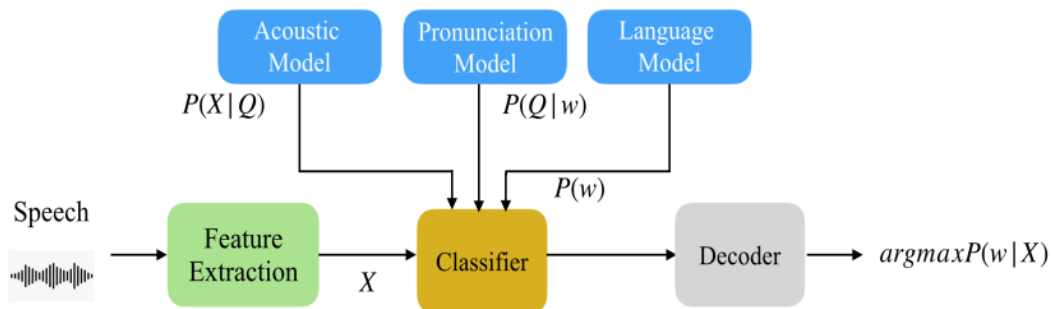 Acoustic
Model
Pronunciation
Model
Language
Model
P(X|Q)
P(Q|w)
P(w)
Speech
Feature
Extraction
X
Classifier
Decoder
argmaxP(w|X)